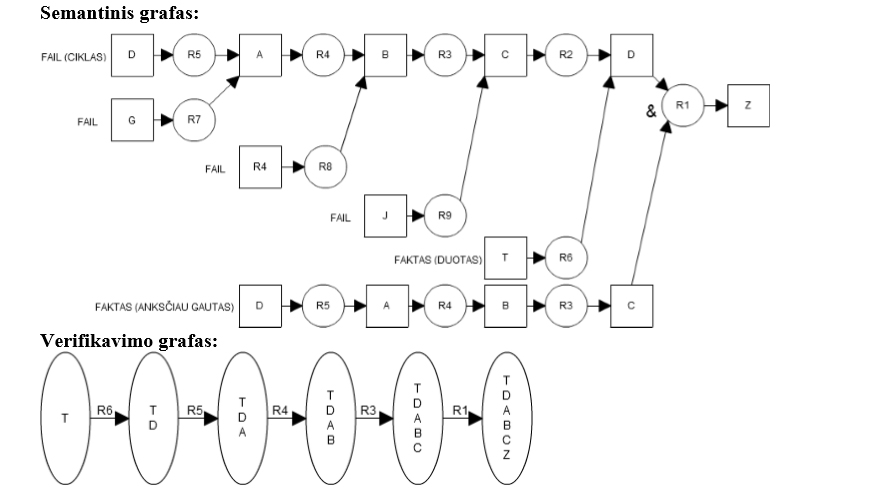 Semantinis grafas:
FAIL (CIKLAS) D R5 A R4 B R3 C R2 D
& R1 Z
FAIL G R7
FAIL R4 R8
FAIL J R9
FAKTAS (DUOTAS) T R6
FAKTAS (ANKSČIAU GAUTAS) D R5 A R4 B R3 C
Verifikavimo grafas:
T R6 T D R5 T D A R4 T D A B R3 T D A B C R1 T D A B C Z